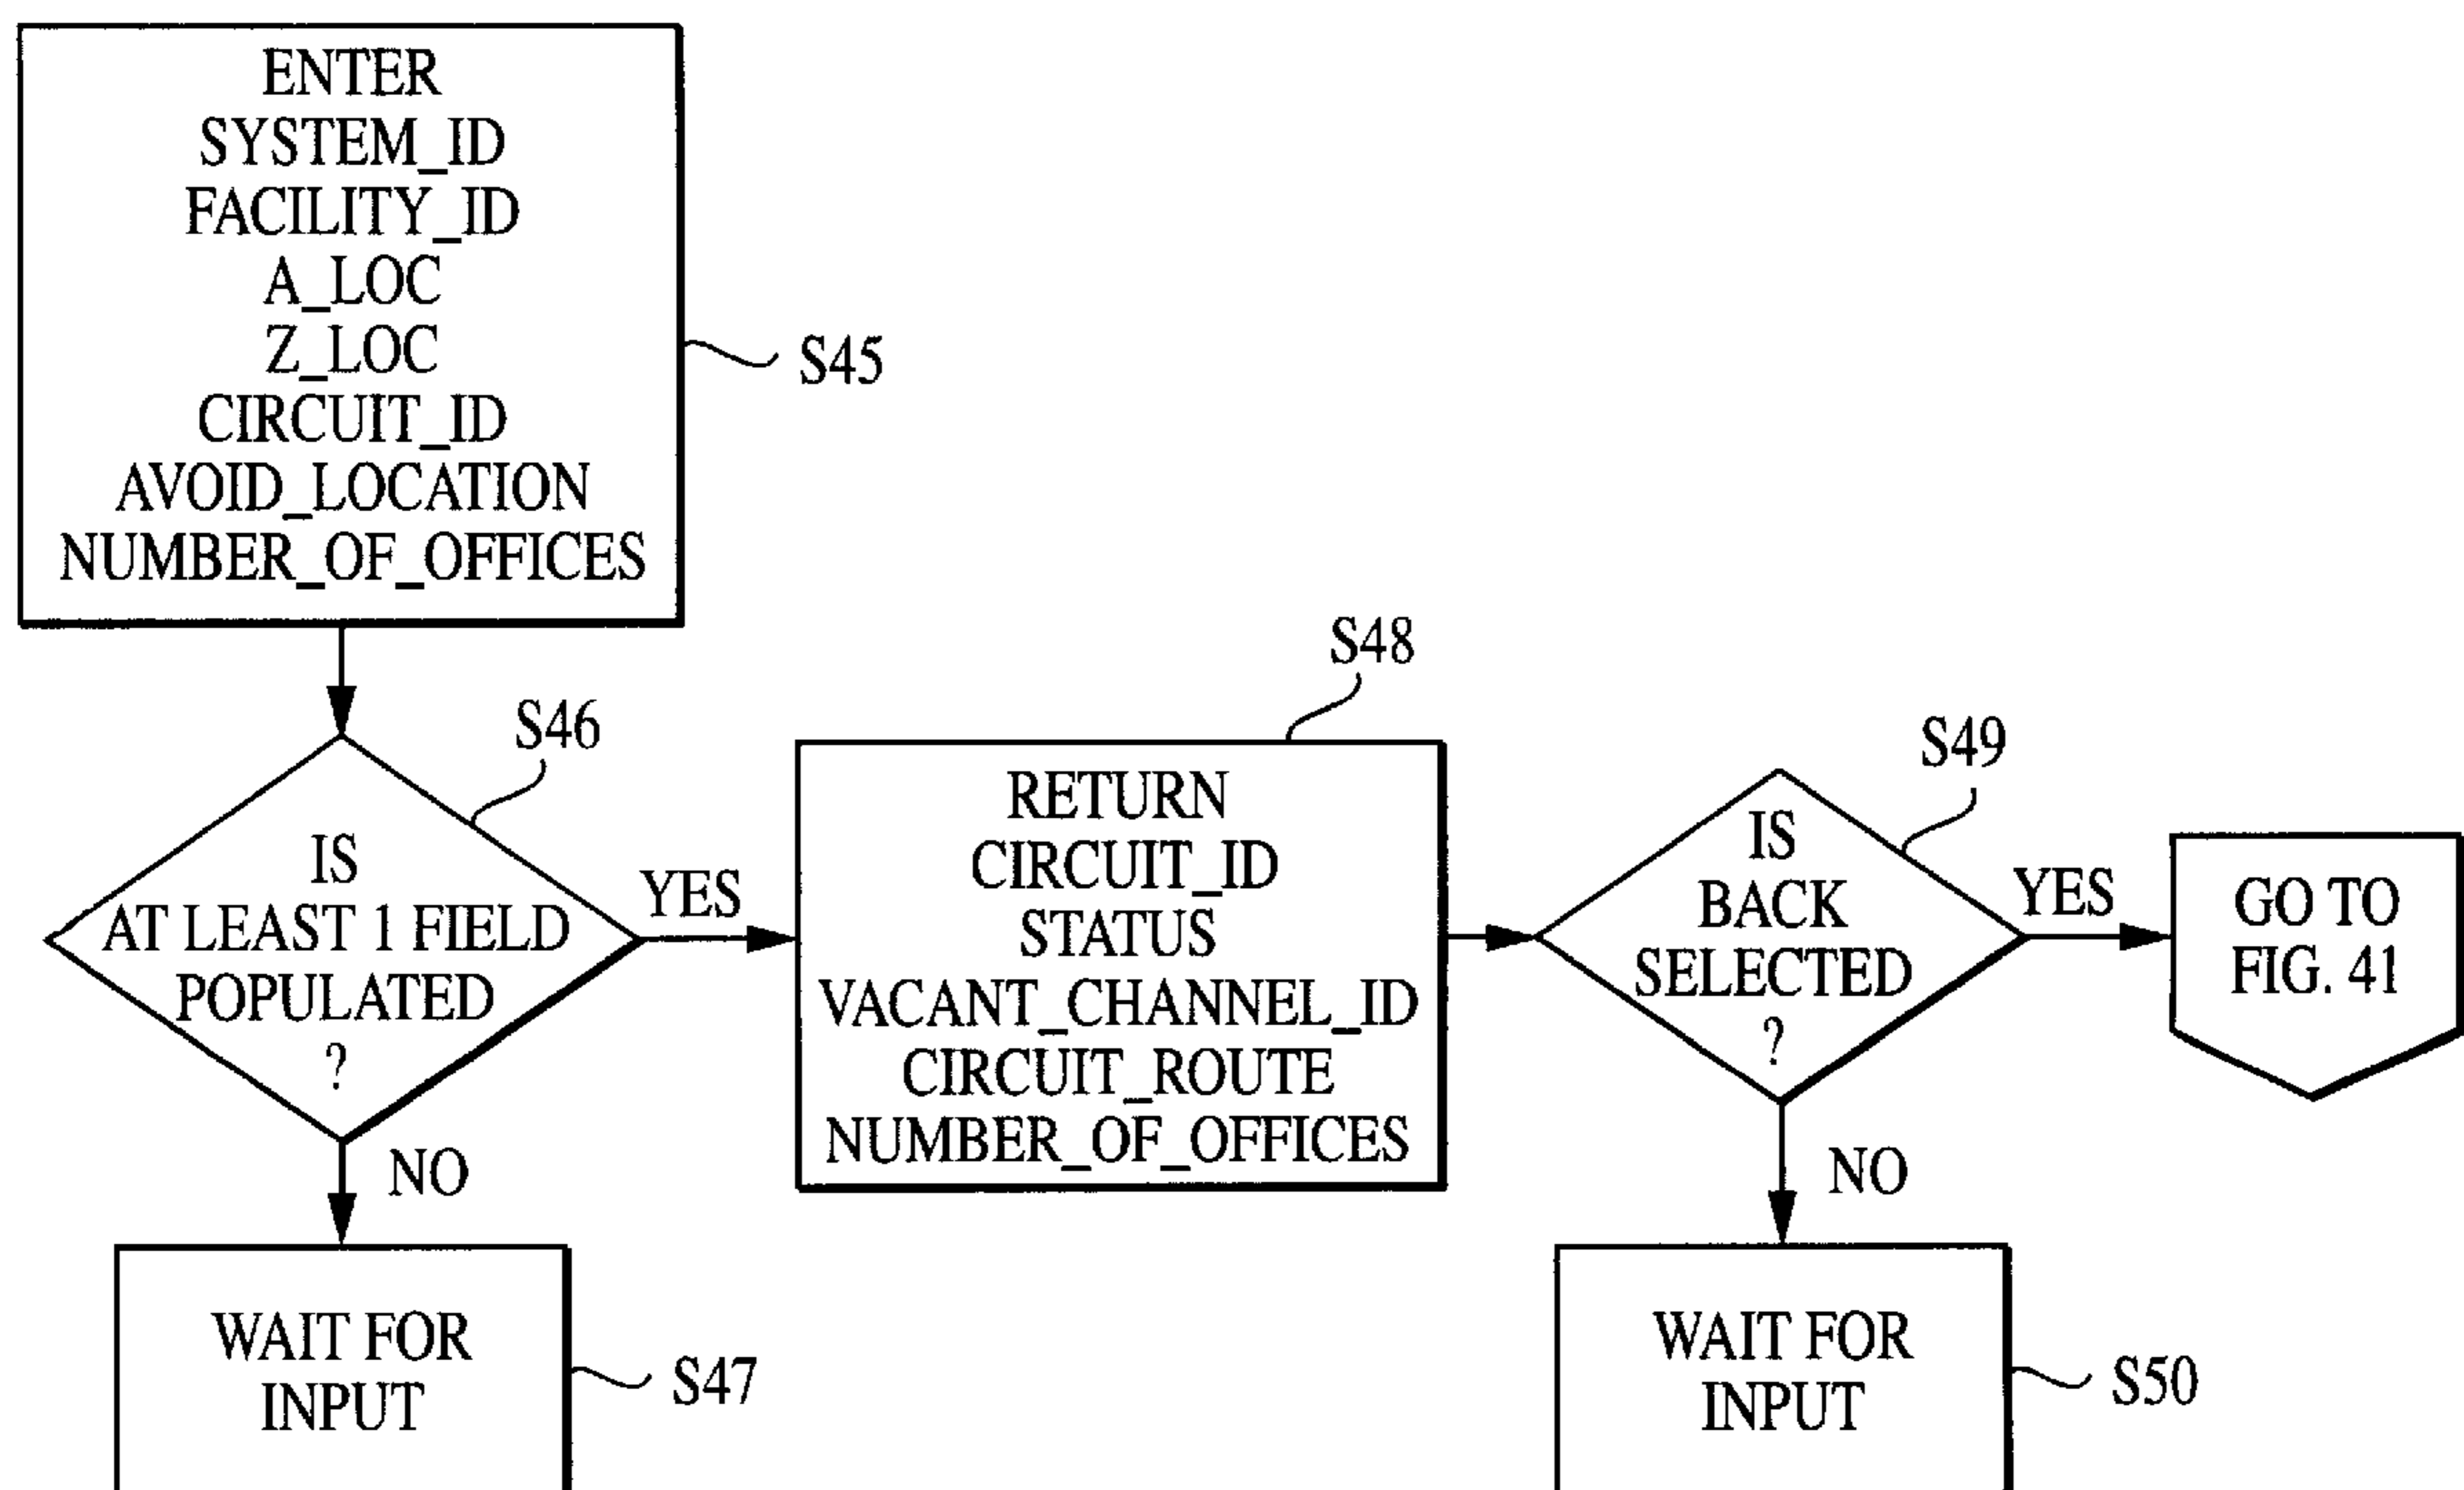 ENTER
SYSTEM_ID
FACILITY_ID
A_LOC
Z_LOC
CIRCUIT_ID
AVOID_LOCATION
NUMBER_OF_OFFICES
S45
S46
IS
AT LEAST 1 FIELD
POPULATED
?
YES
NO
WAIT FOR
INPUT
S47
S48
RETURN
CIRCUIT_ID
STATUS
VACANT_CHANNEL_ID
CIRCUIT_ROUTE
NUMBER_OF_OFFICES
S49
IS
BACK
SELECTED
?
YES
GO TO
FIG. 41
NO
WAIT FOR
INPUT
S50